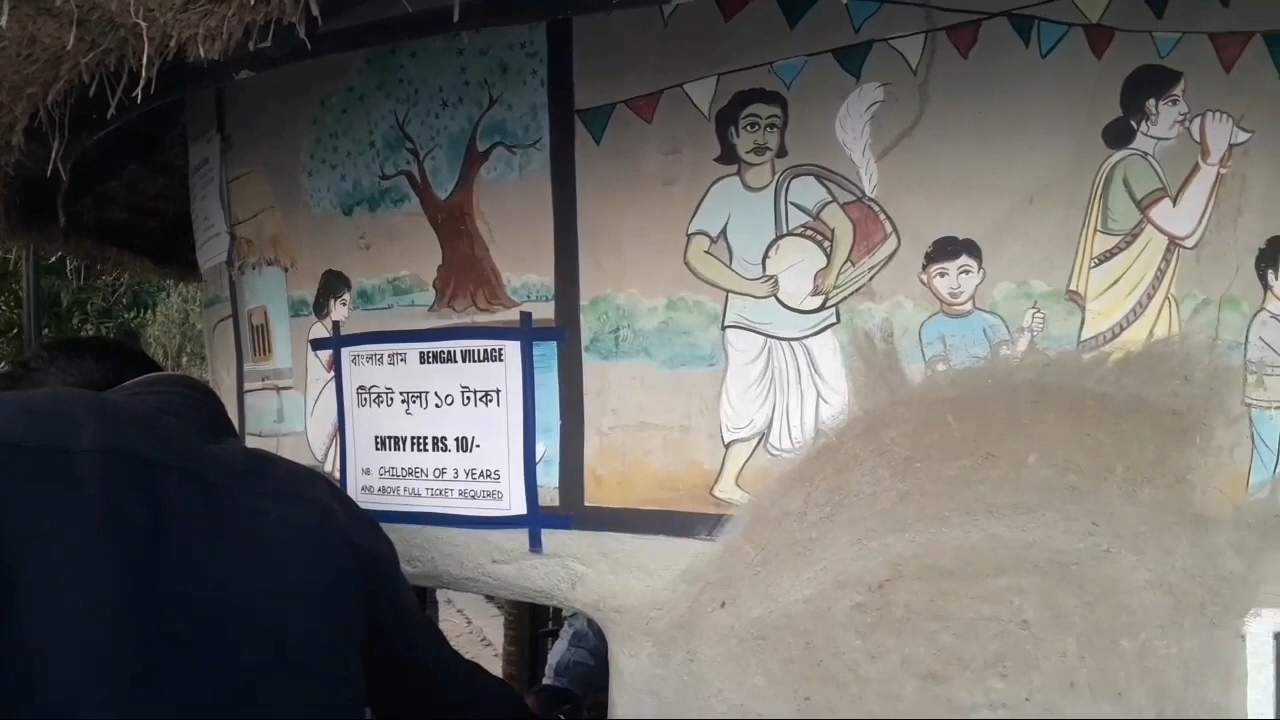 বাংলার গ্রাম BENGAL VILLAGE
টিকিট মূল্য ১০ টাকা
ENTRY FEE RS. 10/-
NB: CHILDREN OF 3 YEARS
AND ABOVE FULL TICKET REQUIRED